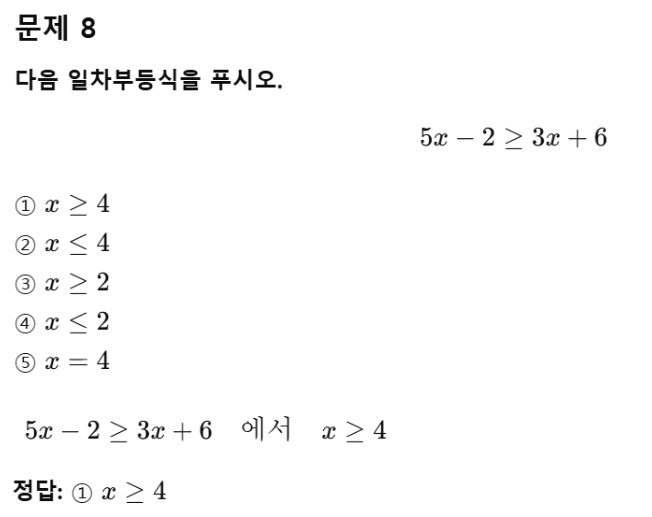 문제 8
다음 일차부등식을 푸시오.
5x − 2 ≥ 3x + 6
① x ≥ 4
② x ≤ 4
③ x ≥ 2
④ x ≤ 2
⑤ x = 4
5x − 2 ≥ 3x + 6 에서 x ≥ 4
정답: ① x ≥ 4